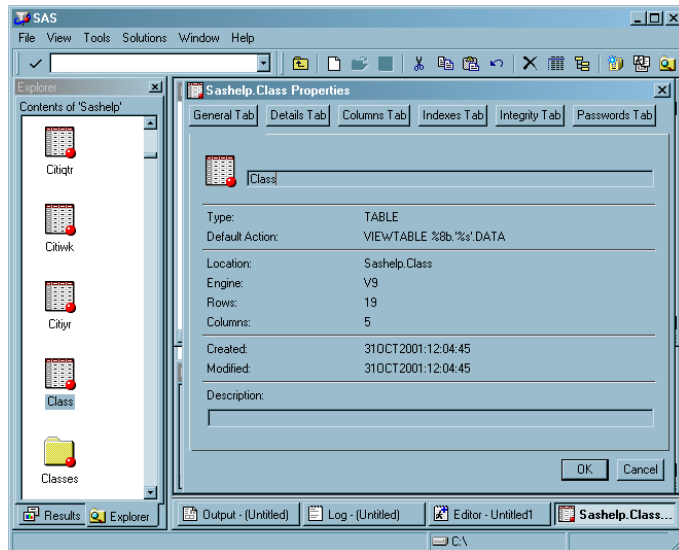 SAS
File View Tools Solutions Window Help
Explorer
Contents of 'Sashelp'
Citiqtr
Citiwk
Citiyr
Class
Classes
Results Explorer
Sashelp.Class Properties
General Tab Details Tab Columns Tab Indexes Tab Integrity Tab Passwords Tab
Class
Type: TABLE
Default Action: VIEWTABLE %8b.'%s'.DATA
Location: Sashelp.Class
Engine: V9
Rows: 19
Columns: 5
Created: 31OCT2001:12:04:45
Modified: 31OCT2001:12:04:45
Description:
OK Cancel
Output - (Untitled) Log - (Untitled) Editor - Untitled1 Sashelp.Class...
C:\